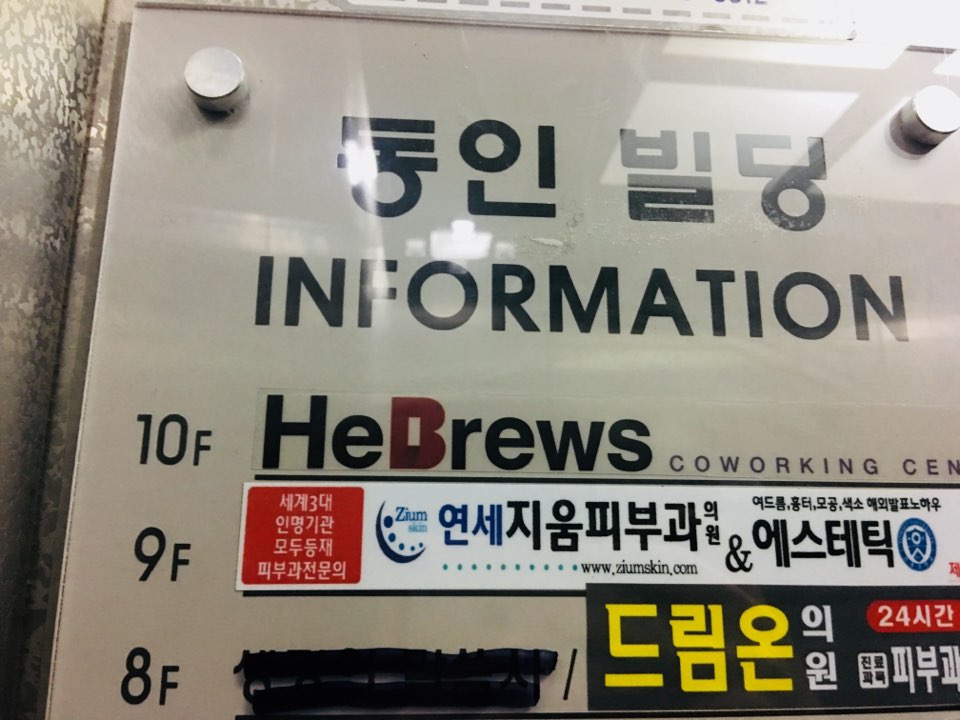 통인 빌딩
INFORMATION
10F HeBrews COWORKING CEN
9F
세계3대
인명기관
모두등재
피부과전문의
Zium
skin
연세지움피부과의원
www.ziumskin.com
&
여드름,흉터,모공,색소 해외발표노하우
에스테틱
8F
/
드림온의원
24시간
진료과목 피부과